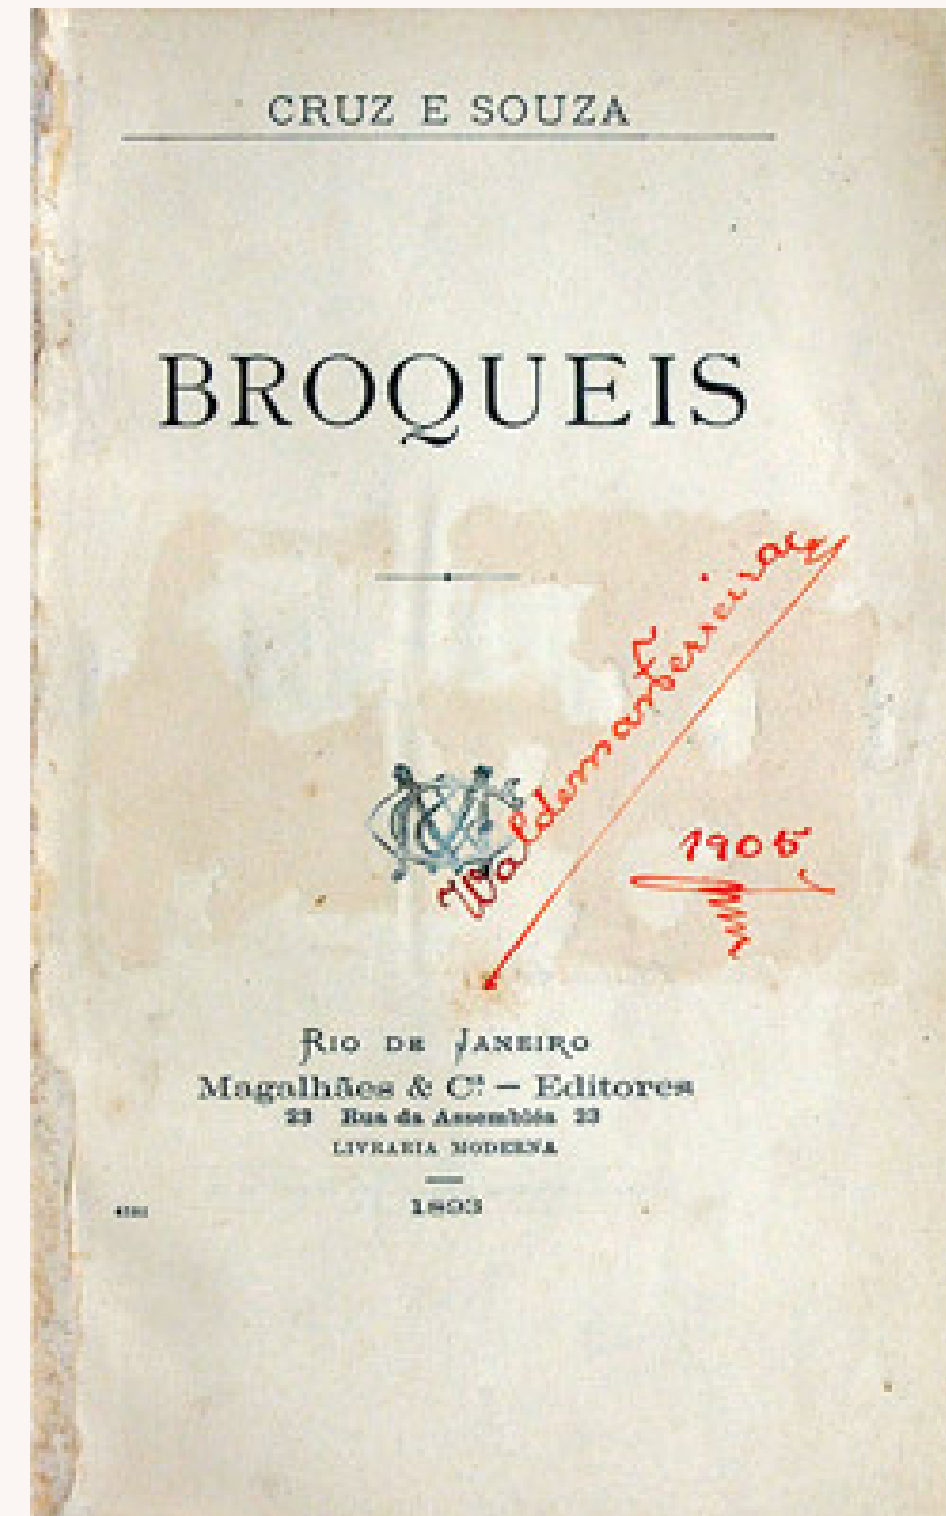 CRUZ E SOUZA
BROQUEIS
Waldemar Ferreira
1905
RIO DE JANEIRO
Magalhães & Cª — Editores
23 Rua da Assembléa 23
LIVRARIA MODERNA
1893